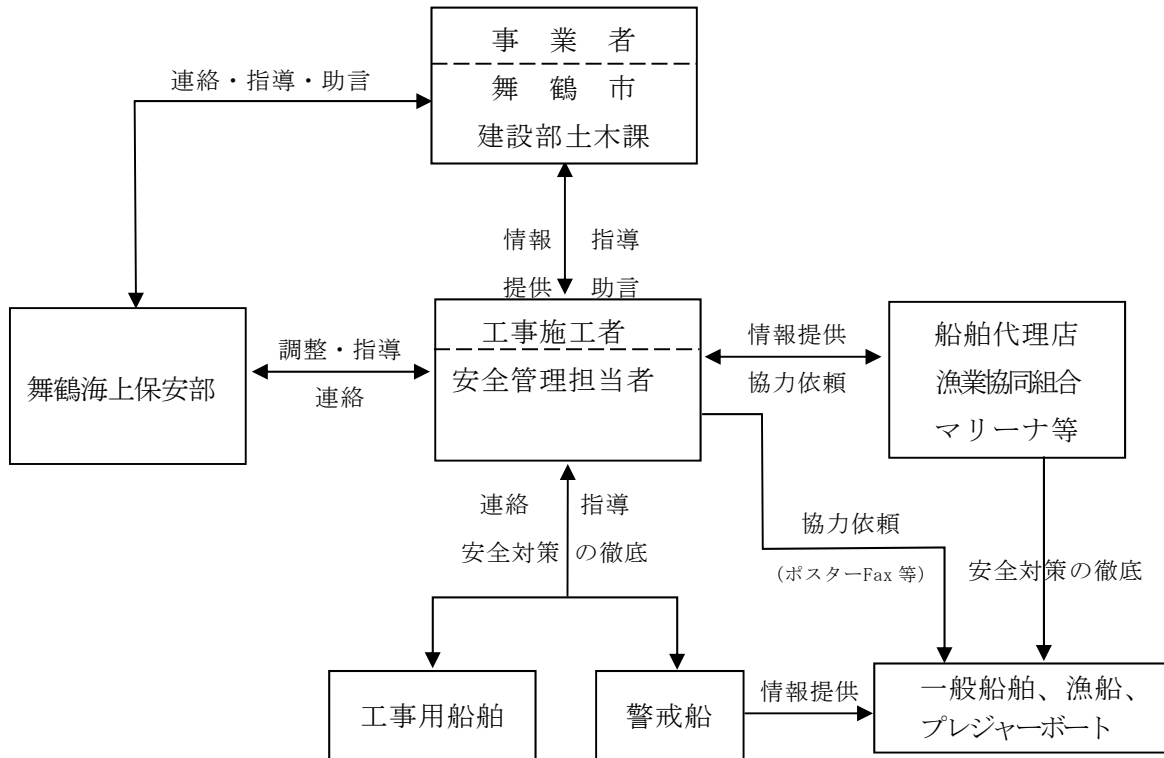 事業者
連絡・指導・助言
舞鶴市
建設部土木課
情報 指導
提供 助言
工事施工者
安全管理担当者
舞鶴海上保安部
調整・指導
連絡
情報提供
協力依頼
船舶代理店
漁業協同組合
マリーナ等
連絡 指導
安全対策の徹底
協力依頼
(ポスターFax等)
安全対策の徹底
工事用船舶
警戒船
情報提供
一般船舶、漁船、
プレジャーボート